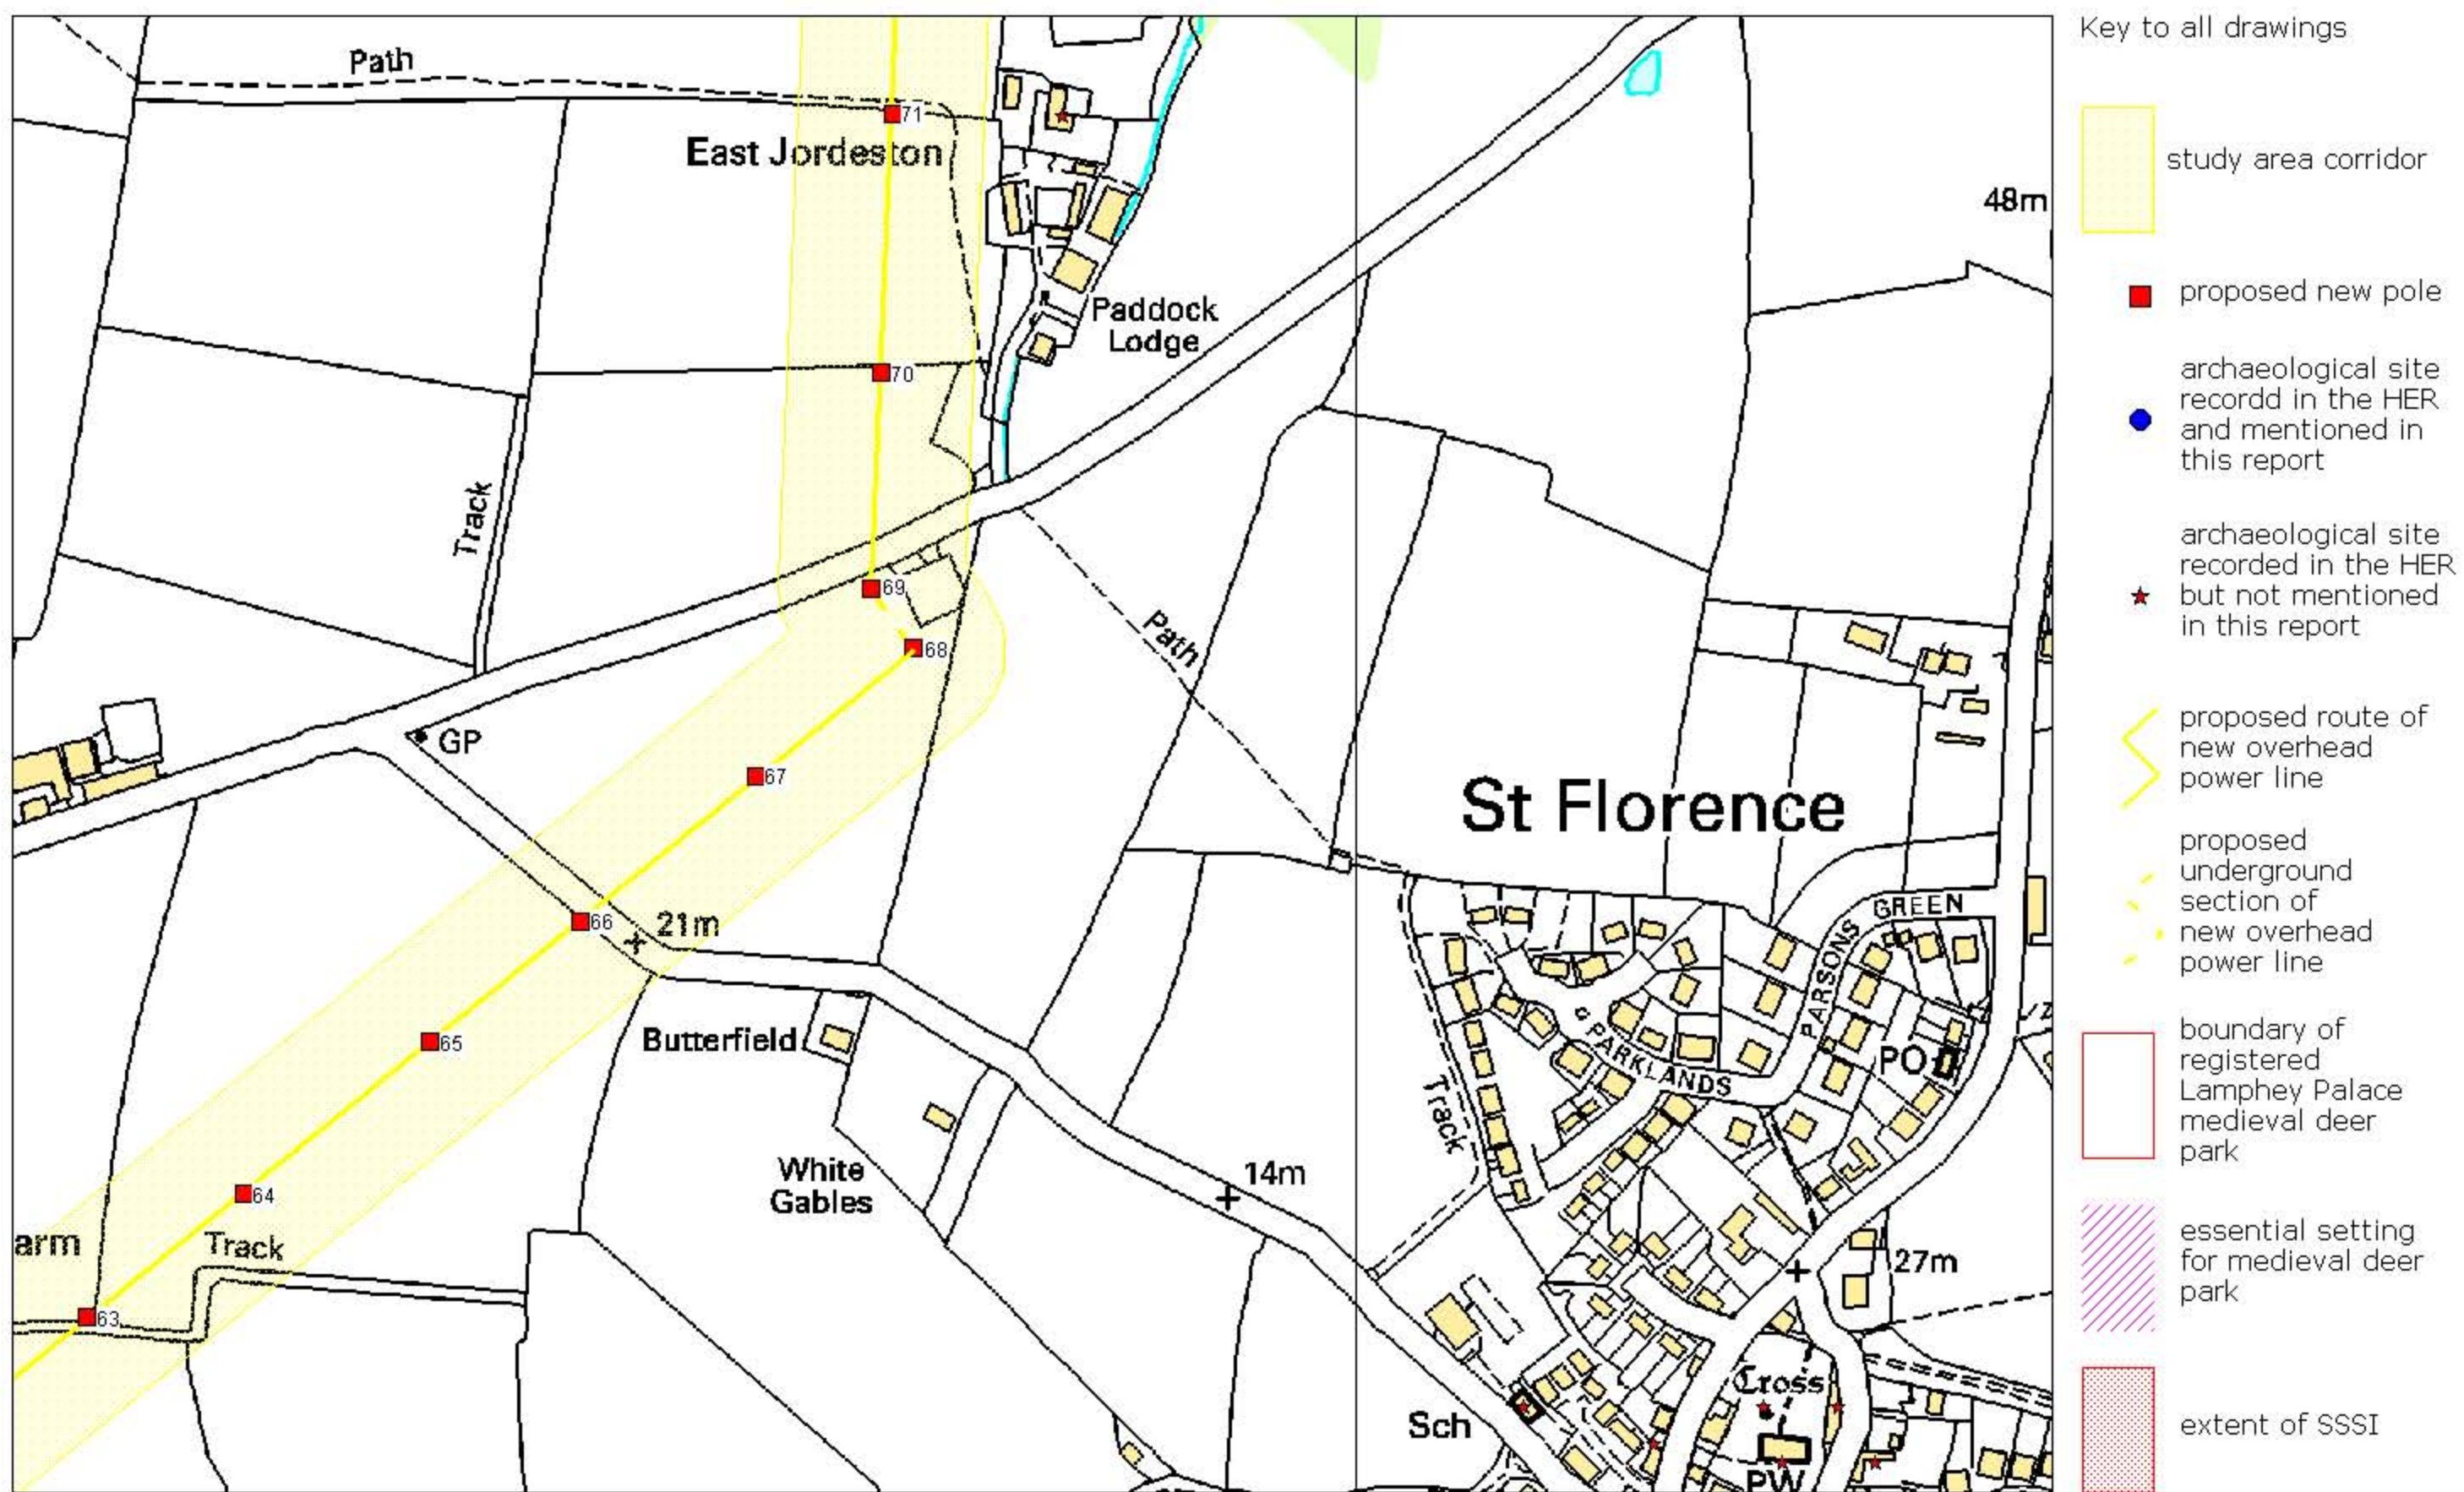 Path
71
East Jordeston
48m
Paddock
Lodge
70
Track
69
68
Path
GP
67
St Florence
66
21m
PARSONS GREEN
65
Butterfield
PARKLANDS
PO
Track
64
White
Gables
14m
arm
Track
27m
63
Cross
Sch
PW
Key to all drawings
study area corridor
proposed new pole
archaeological site
recordd in the HER
and mentioned in
this report
archaeological site
recorded in the HER
but not mentioned
in this report
proposed route of
new overhead
power line
proposed
underground
section of
new overhead
power line
boundary of
registered
Lamphey Palace
medieval deer
park
essential setting
for medieval deer
park
extent of SSSI